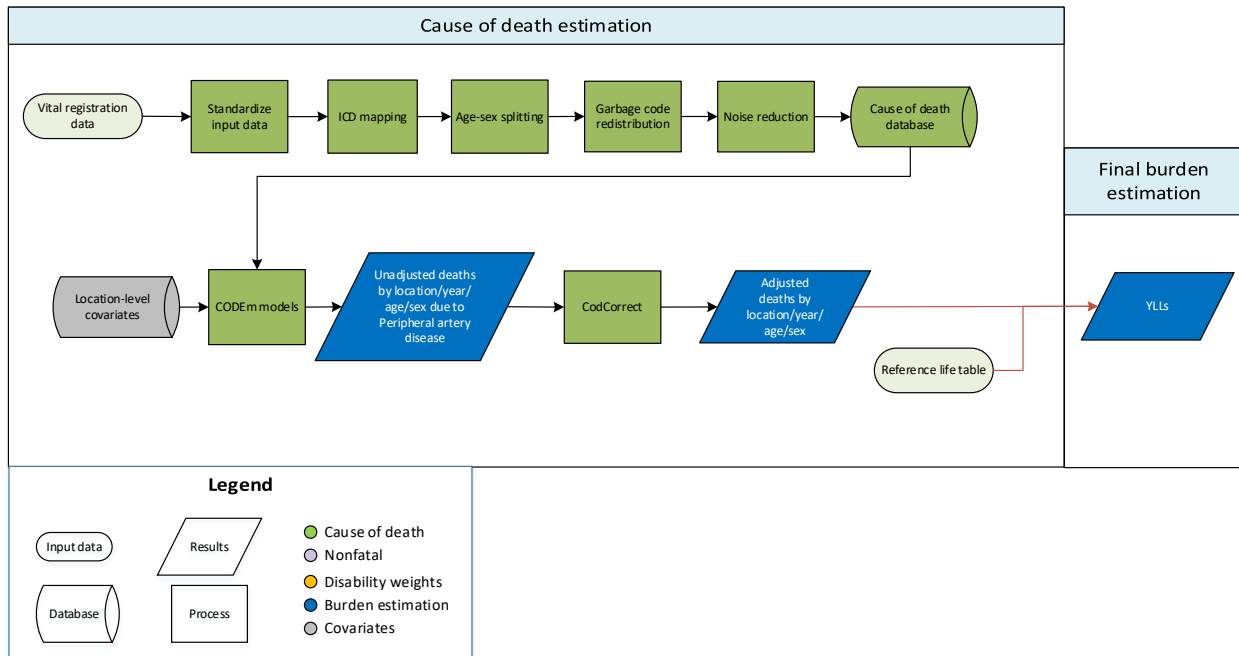 Cause of death estimation
Vital registration
data
Standardize
input data
ICD mapping
Age-sex splitting
Garbage code
redistribution
Noise reduction
Cause of death
database
Final burden
estimation
Location-level
covariates
CODEm models
Unadjusted deaths
by location/year/
age/sex due to
Peripheral artery
disease
CodCorrect
Adjusted
deaths by
location/year/
age/sex
YLLs
Reference life table
Legend
Input data
Results
Database
Process
Cause of death
Nonfatal
Disability weights
Burden estimation
Covariates